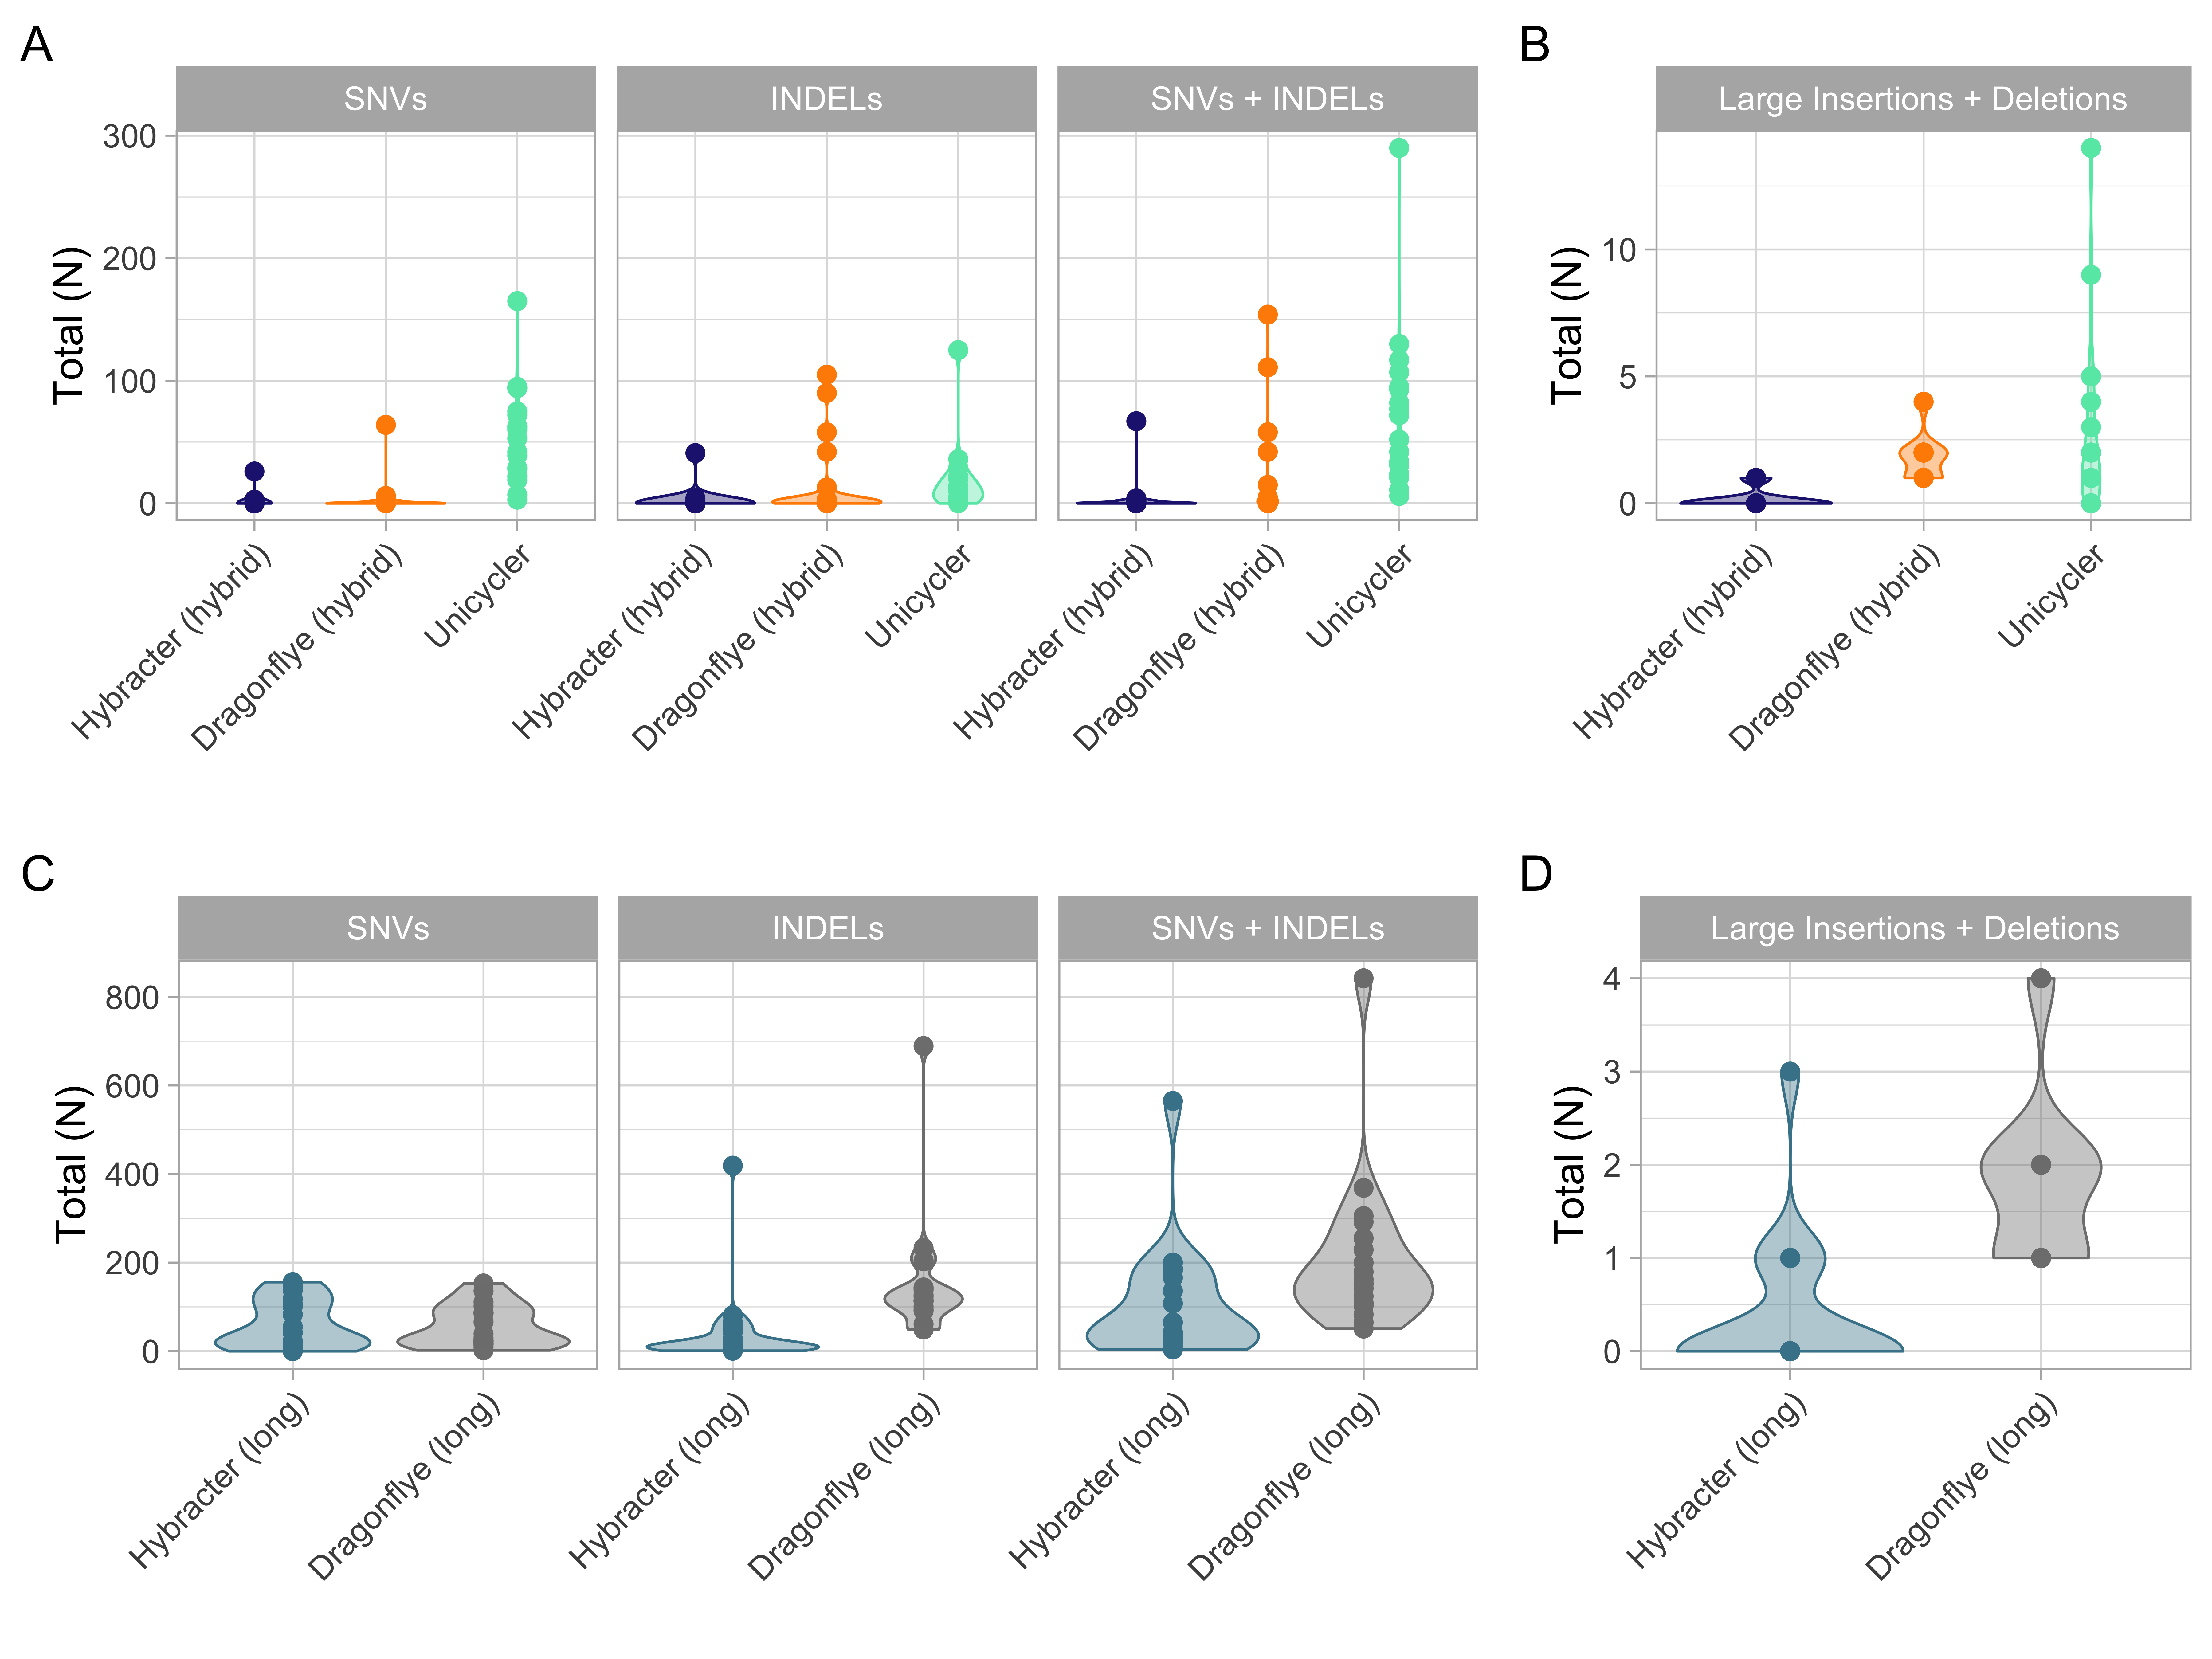 A
SNVs
INDELs
SNVs + INDELs
Total (N)
300
200
100
0
Hybracter (hybrid)
Dragonflye (hybrid)
Unicycler
Hybracter (hybrid)
Dragonflye (hybrid)
Unicycler
Hybracter (hybrid)
Dragonflye (hybrid)
Unicycler
B
Large Insertions + Deletions
Total (N)
10
5
0
Hybracter (hybrid)
Dragonflye (hybrid)
Unicycler
C
SNVs
INDELs
SNVs + INDELs
Total (N)
800
600
400
200
0
Hybracter (long)
Dragonflye (long)
Hybracter (long)
Dragonflye (long)
Hybracter (long)
Dragonflye (long)
D
Large Insertions + Deletions
Total (N)
4
3
2
1
0
Hybracter (long)
Dragonflye (long)